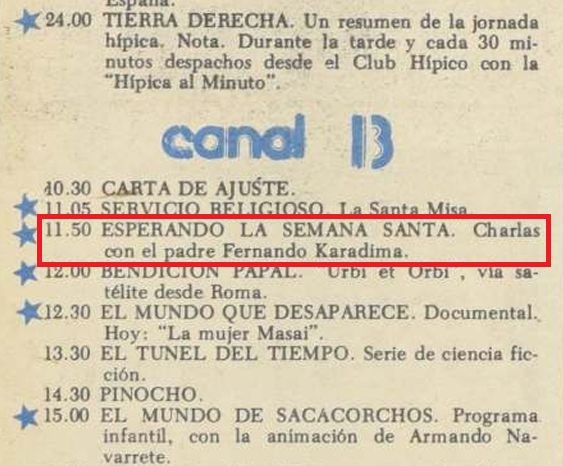 España.
24.00 TIERRA DERECHA. Un resumen de la jornada
hípica. Nota. Durante la tarde y cada 30 mi-
nutos despachos desde el Club Hípico con la
"Hípica al Minuto".
canal 13
10.30 CARTA DE AJUSTE.
11.05 SERVICIO RELIGIOSO. La Santa Misa.
11.50 ESPERANDO LA SEMANA SANTA. Charlas
con el padre Fernando Karadima.
12.00 BENDICION PAPAL. "Urbi et Orbi", vía sa-
télite desde Roma.
12.30 EL MUNDO QUE DESAPARECE. Documental.
Hoy: "La mujer Masai".
13.30 EL TUNEL DEL TIEMPO. Serie de ciencia fic-
ción.
14.30 PINOCHO.
15.00 EL MUNDO DE SACACORCHOS. Programa
infantil, con la animación de Armando Na-
varrete.